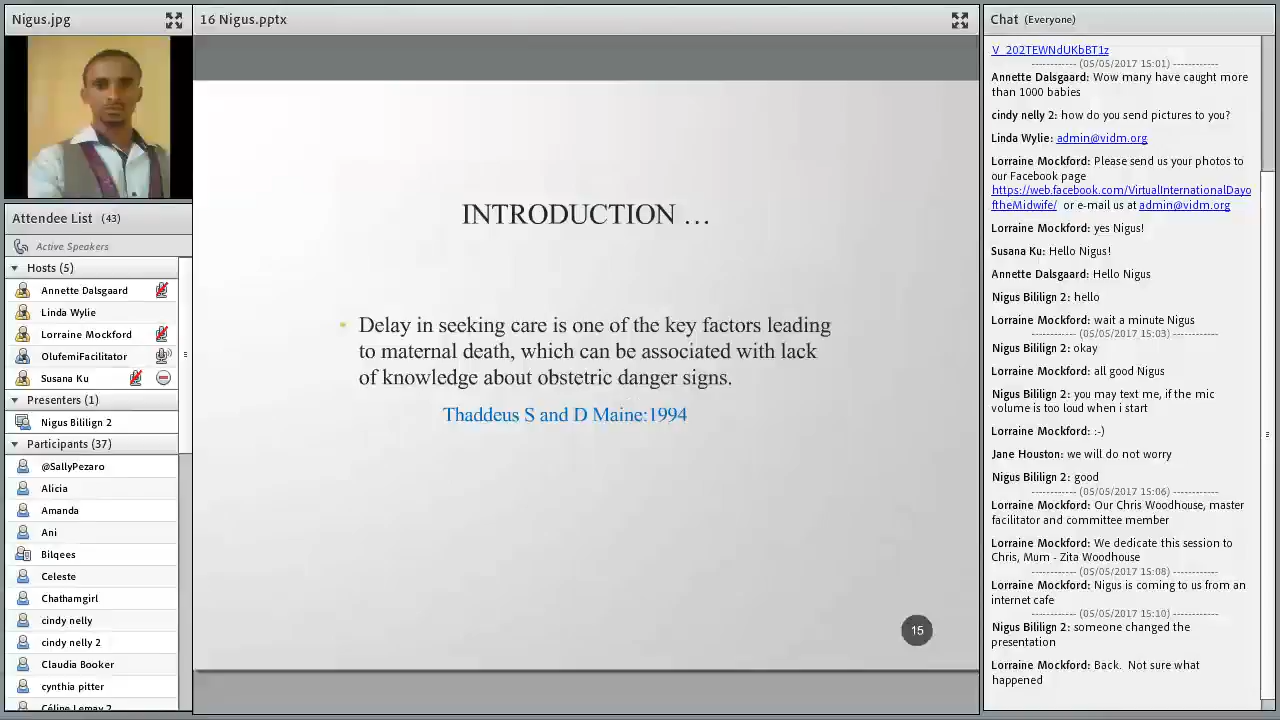 Nigus.jpg
Attendee List (43)
Active Speakers
Hosts (5)
Annette Dalsgaard
Linda Wylie
Lorraine Mockford
OlufemiFacilitator
Susana Ku
Presenters (1)
Nigus Bililign 2
Participants (37)
@SallyPezaro
Alicia
Amanda
Ani
Bilqees
Celeste
Chathamgirl
cindy nelly
cindy nelly 2
Claudia Booker
cynthia pitter
Céline Lemay 2
16 Nigus.pptx
INTRODUCTION …
Delay in seeking care is one of the key factors leading
to maternal death, which can be associated with lack
of knowledge about obstetric danger signs.
Thaddeus S and D Maine:1994
15
Chat (Everyone)
V_202TEWNdUKbBT1z
------------ (05/05/2017 15:01) ------------
Annette Dalsgaard: Wow many have caught more
than 1000 babies
cindy nelly 2: how do you send pictures to you?
Linda Wylie: admin@vidm.org
Lorraine Mockford: Please send us your photos to
our Facebook page
https://web.facebook.com/VirtualInternationalDayo
ftheMidwife/ or e-mail us at admin@vidm.org
Lorraine Mockford: yes Nigus!
Susana Ku: Hello Nigus!
Annette Dalsgaard: Hello Nigus
Nigus Bililign 2: hello
Lorraine Mockford: wait a minute Nigus
------------ (05/05/2017 15:03) ------------
Nigus Bililign 2: okay
Lorraine Mockford: all good Nigus
Nigus Bililign 2: you may text me, if the mic
volume is too loud when i start
Lorraine Mockford: :-)
Jane Houston: we will do not worry
Nigus Bililign 2: good
------------ (05/05/2017 15:06) ------------
Lorraine Mockford: Our Chris Woodhouse, master
facilitator and committee member
Lorraine Mockford: We dedicate this session to
Chris, Mum - Zita Woodhouse
------------ (05/05/2017 15:08) ------------
Lorraine Mockford: Nigus is coming to us from an
internet cafe
------------ (05/05/2017 15:10) ------------
Nigus Bililign 2: someone changed the
presentation
Lorraine Mockford: Back. Not sure what
happened